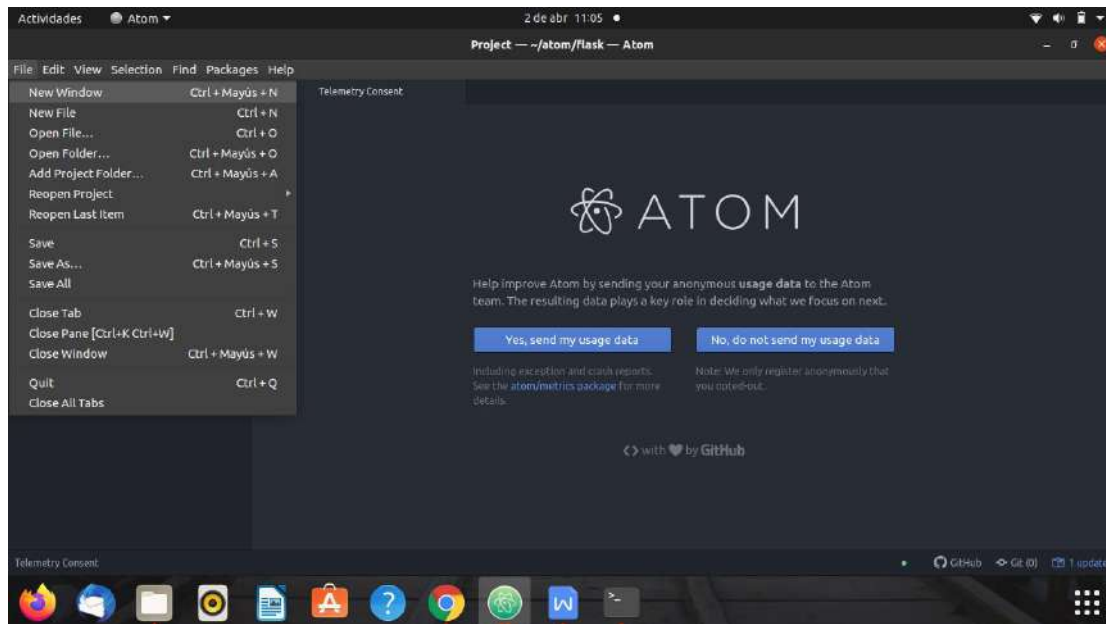 Actividades Atom 2 de abr 11:05
Project — ~/atom/flask — Atom
File Edit View Selection Find Packages Help
New Window Ctrl + Mayús + N
New File Ctrl + N
Open File... Ctrl + O
Open Folder... Ctrl + Mayús + O
Add Project Folder... Ctrl + Mayús + A
Reopen Project
Reopen Last Item Ctrl + Mayús + T
Save Ctrl + S
Save As... Ctrl + Mayús + S
Save All
Close Tab Ctrl + W
Close Pane [Ctrl+K Ctrl+W]
Close Window Ctrl + Mayús + W
Quit Ctrl + Q
Close All Tabs
Telemetry Consent
ATOM
Help improve Atom by sending your anonymous usage data to the Atom
team. The resulting data plays a key role in deciding what we focus on next.
Yes, send my usage data
Including exception and crash reports.
See the atom/metrics package for more
details.
No, do not send my usage data
Note: We only register anonymously that
you opted-out.
<> with by GitHub
Telemetry Consent GitHub Git (0) 1 update